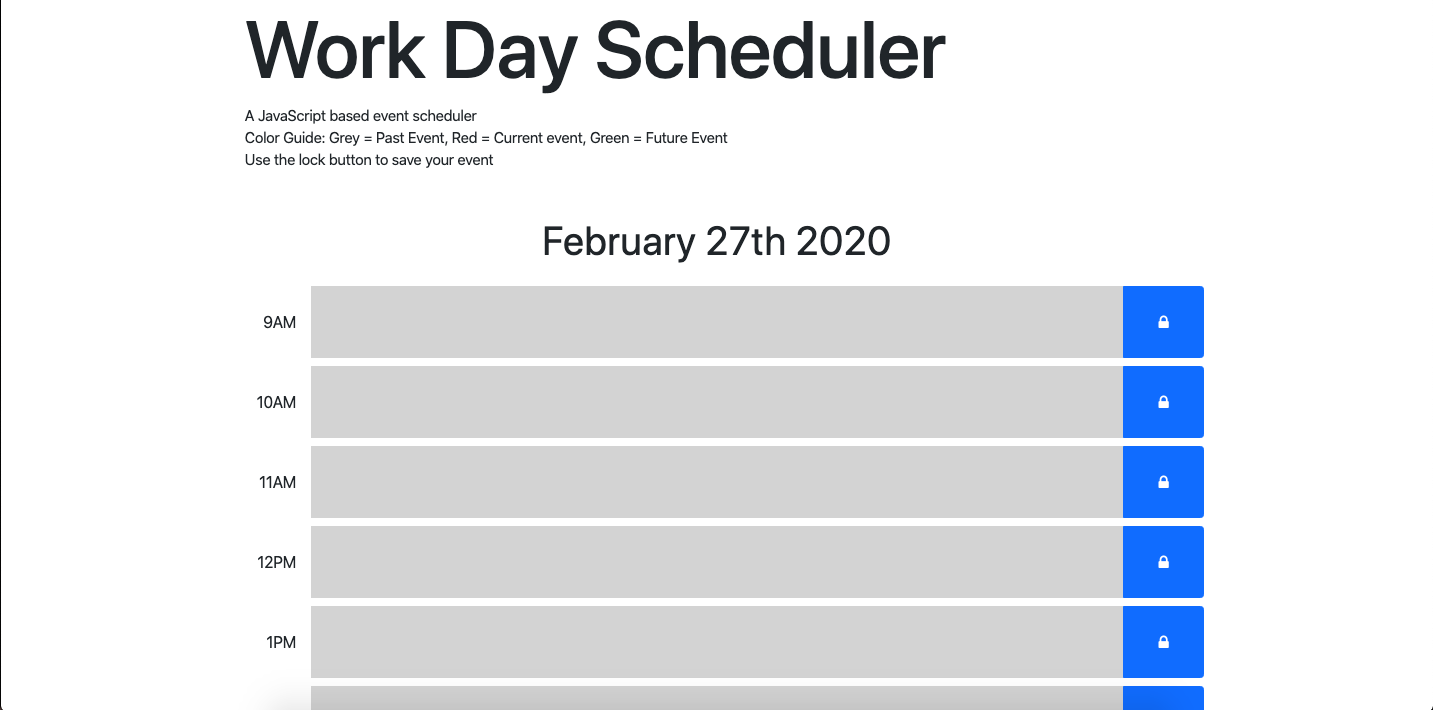 Work Day Scheduler
A JavaScript based event scheduler
Color Guide: Grey = Past Event, Red = Current event, Green = Future Event
Use the lock button to save your event
February 27th 2020
9AM
10AM
11AM
12PM
1PM